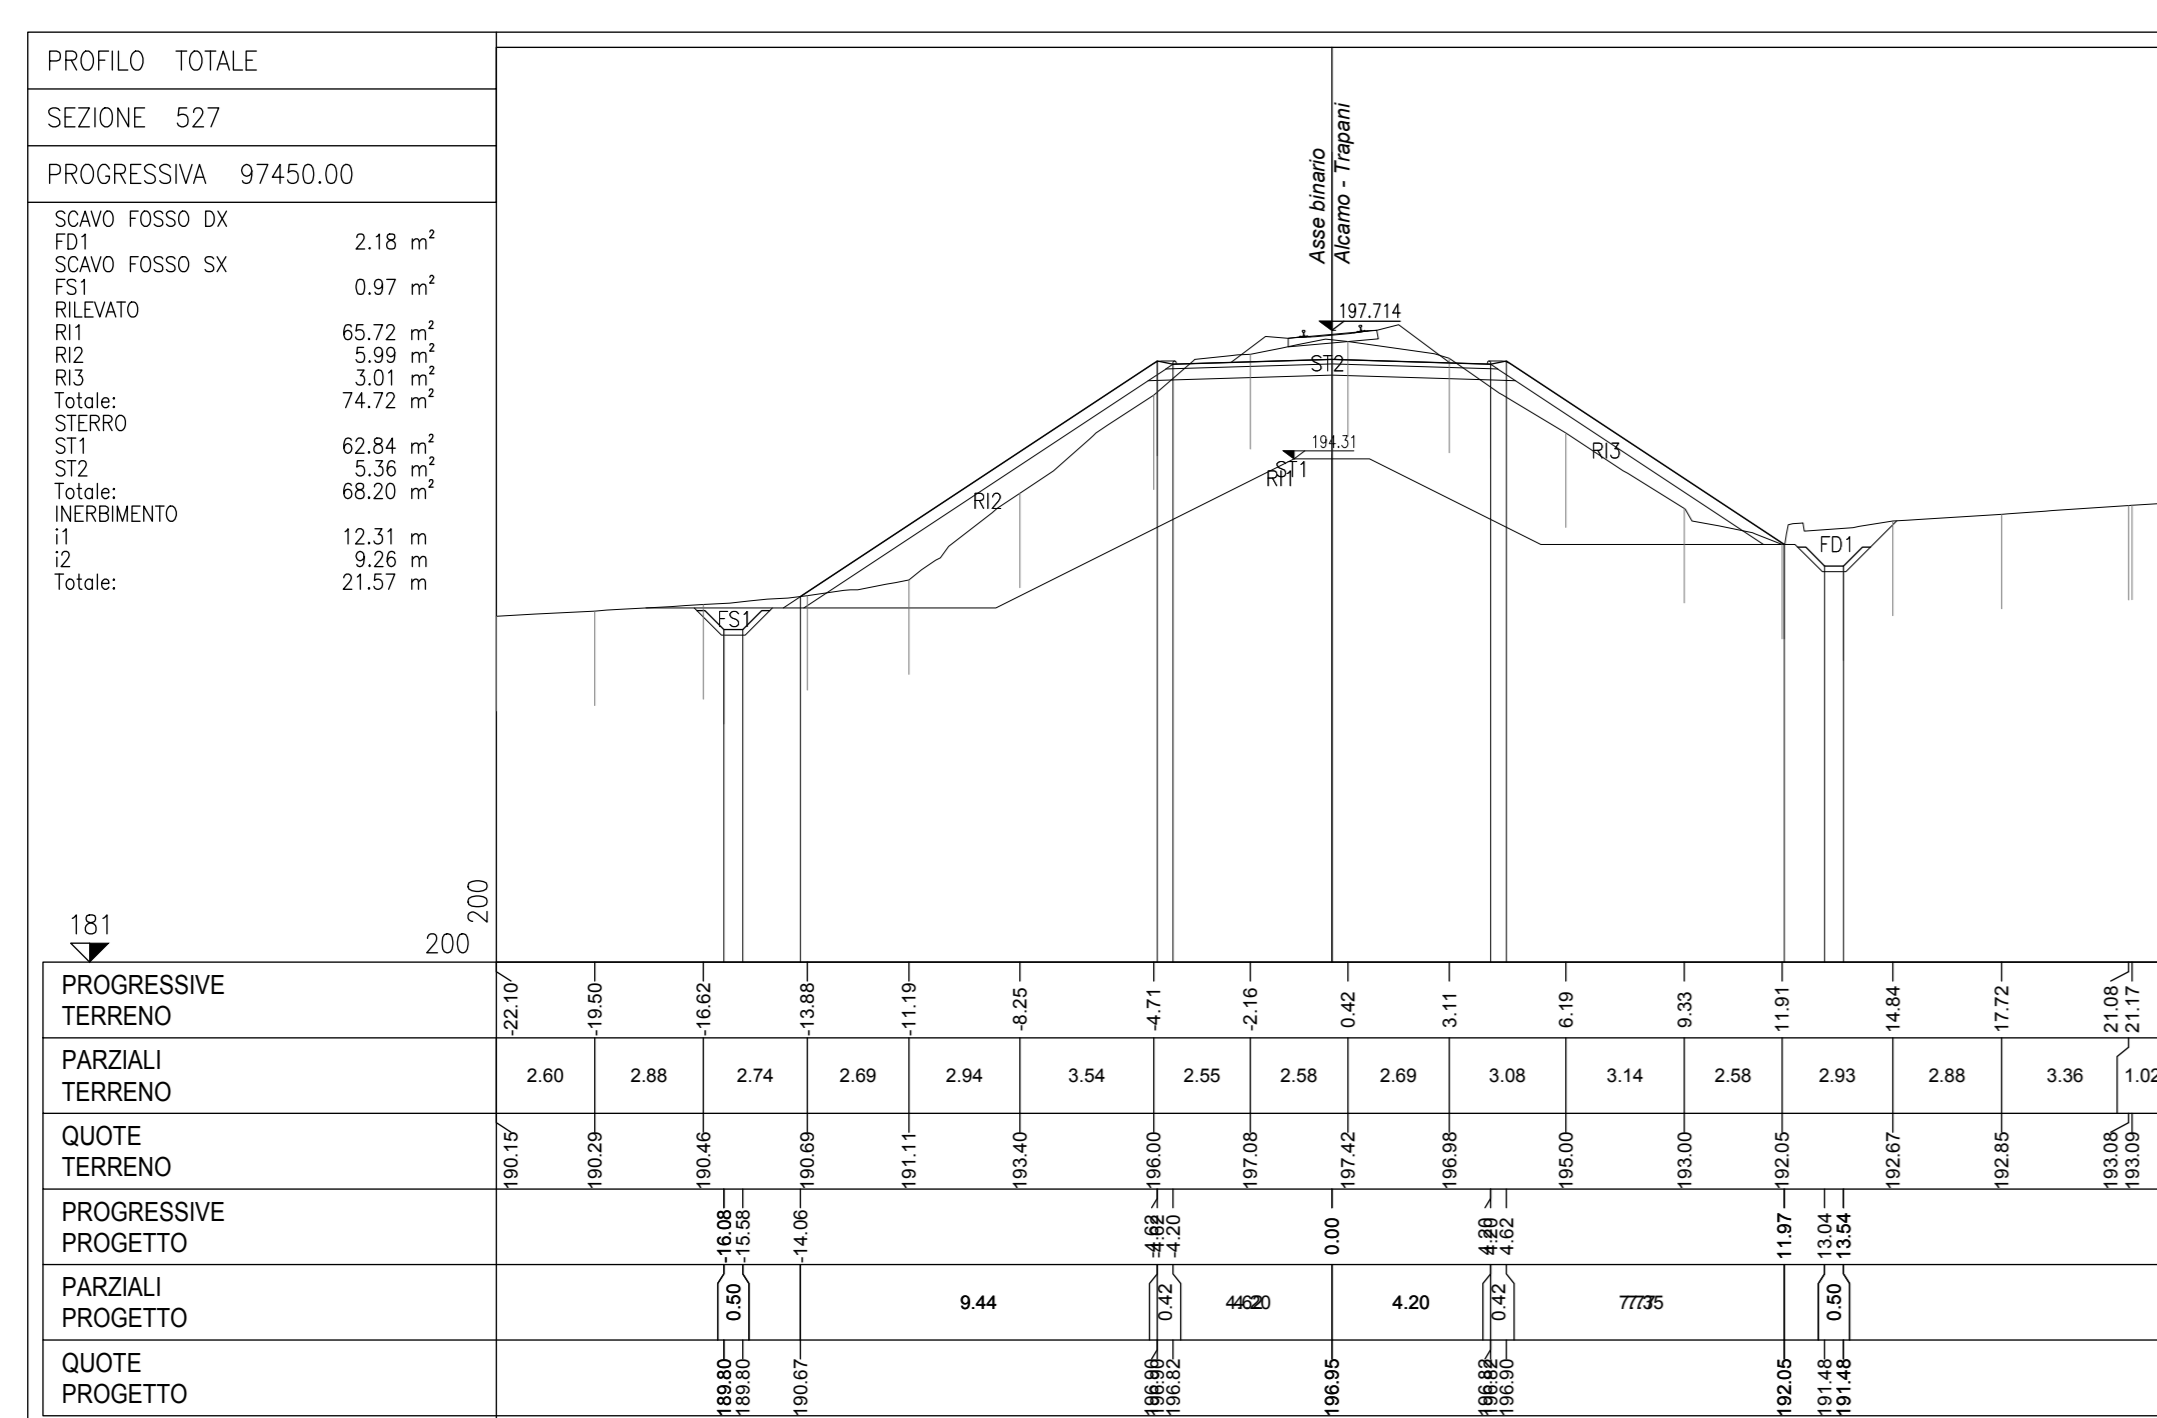 PROFILO TOTALE
SEZIONE 527
PROGRESSIVA 97450.00
SCAVO FOSSO DX
FD1 2.18 m²
SCAVO FOSSO SX
FS1 0.97 m²
RILEVATO
RI1 65.72 m²
RI2 5.99 m²
RI3 3.01 m²
Totale: 74.72 m²
STERRO
ST1 62.84 m²
ST2 5.36 m²
Totale: 68.20 m²
INERBIMENTO
i1 12.31 m
i2 9.26 m
Totale: 21.57 m
Asse binario
Alcamo - Trapani
197.714
ST2
194.31
ST1
RI1
RI2
RI3
FD1
FS1
200
200
181
PROGRESSIVE
TERRENO
-22.10 -19.50 -16.62 -13.88 -11.19 -8.25 -4.71 -2.16 0.42 3.11 6.19 9.33 11.91 14.84 17.72 21.08 21.17
PARZIALI
TERRENO
2.60 2.88 2.74 2.69 2.94 3.54 2.55 2.58 2.69 3.08 3.14 2.58 2.93 2.88 3.36 1.02
QUOTE
TERRENO
190.15 190.29 190.46 190.69 191.11 193.40 196.00 197.08 197.42 196.98 195.00 193.00 192.05 192.67 192.85 193.08 193.09
PROGRESSIVE
PROGETTO
-16.08 -15.58 -14.06 -4.62 -4.20 0.00 4.20 4.62 11.97 13.04 13.54
PARZIALI
PROGETTO
0.50 9.44 0.42 4.20 0.42 0.50
QUOTE
PROGETTO
189.80 189.80 190.67 196.90 196.82 196.95 196.82 196.90 192.05 191.48 191.48